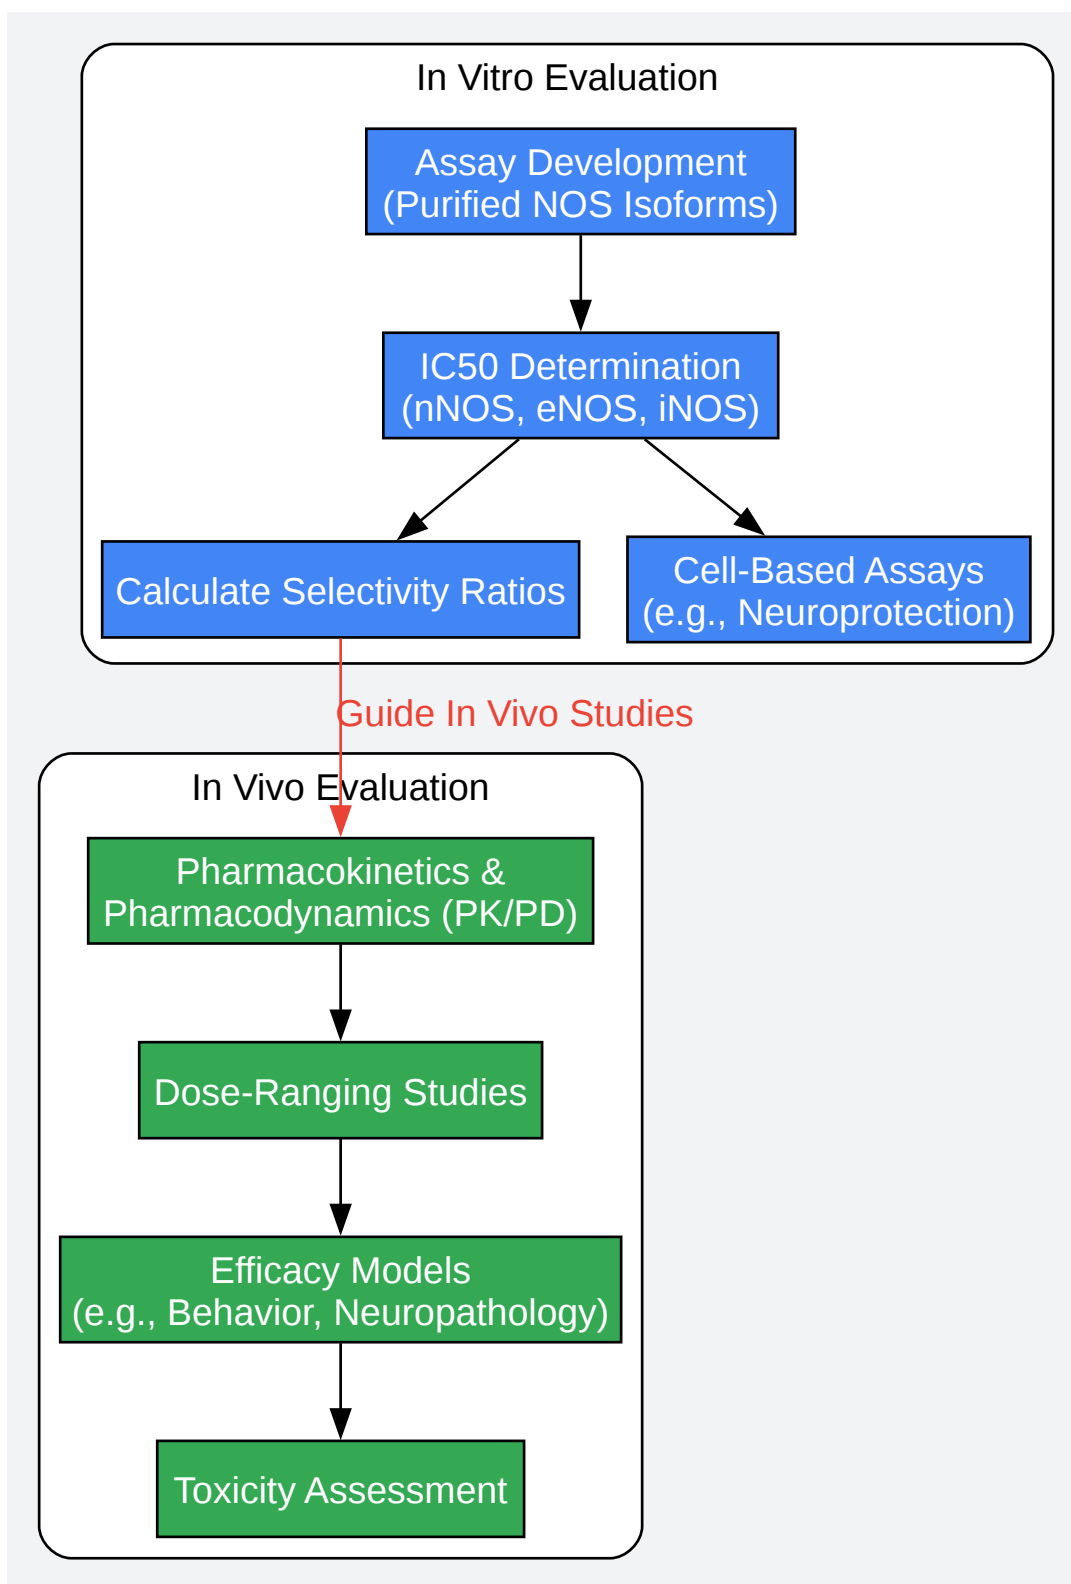 In Vitro Evaluation
Assay Development
(Purified NOS Isoforms)
IC50 Determination
(nNOS, eNOS, iNOS)
Calculate Selectivity Ratios
Cell-Based Assays
(e.g., Neuroprotection)
Guide In Vivo Studies
In Vivo Evaluation
Pharmacokinetics &
Pharmacodynamics (PK/PD)
Dose-Ranging Studies
Efficacy Models
(e.g., Behavior, Neuropathology)
Toxicity Assessment